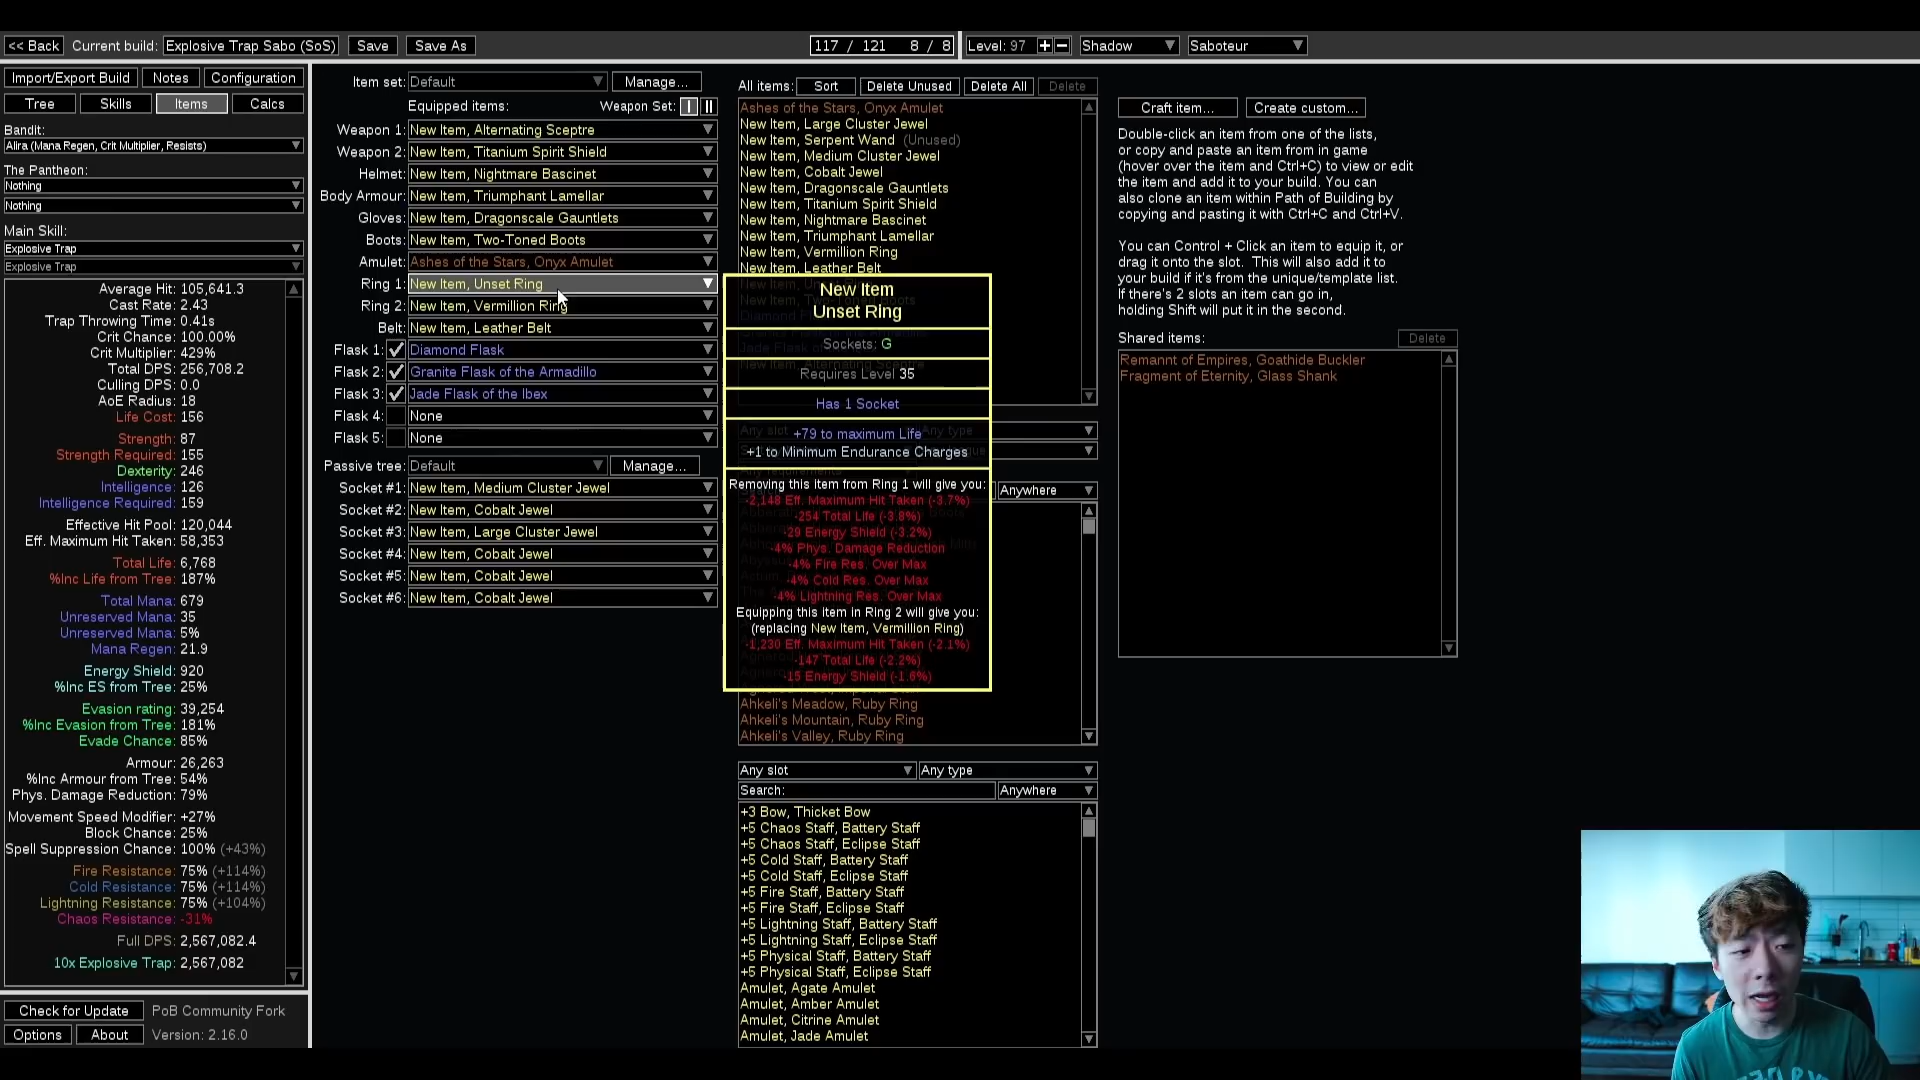 << Back
Current build:
Explosive Trap Sabo (SoS)
Save
Save As
117 / 121 8 / 8
Level: 97
+
−
Shadow
Saboteur
Import/Export Build
Notes
Configuration
Tree
Skills
Items
Calcs
Bandit:
Alira (Mana Regen, Crit Multiplier, Resists)
The Pantheon:
Nothing
Nothing
Main Skill:
Explosive Trap
Explosive Trap
Average Hit: 105,641.3
Cast Rate: 2.43
Trap Throwing Time: 0.41s
Crit Chance: 100.00%
Crit Multiplier: 429%
Total DPS: 256,708.2
Culling DPS: 0.0
AoE Radius: 18
Life Cost: 156
Strength: 87
Strength Required: 155
Dexterity: 246
Intelligence: 126
Intelligence Required: 159
Effective Hit Pool: 120,044
Eff. Maximum Hit Taken: 58,353
Total Life: 6,768
%Inc Life from Tree: 187%
Total Mana: 679
Unreserved Mana: 35
Unreserved Mana: 5%
Mana Regen: 21.9
Energy Shield: 920
%Inc ES from Tree: 25%
Evasion rating: 39,254
%Inc Evasion from Tree: 181%
Evade Chance: 85%
Armour: 26,263
%Inc Armour from Tree: 54%
Phys. Damage Reduction: 79%
Movement Speed Modifier: +27%
Block Chance: 25%
Spell Suppression Chance: 100% (+43%)
Fire Resistance: 75% (+114%)
Cold Resistance: 75% (+114%)
Lightning Resistance: 75% (+104%)
Chaos Resistance: -31%
Full DPS: 2,567,082.4
10x Explosive Trap: 2,567,082
Check for Update
PoB Community Fork
Options
About
Version: 2.16.0
Item set:
Default
Manage...
Equipped items:
Weapon Set:
I
II
Weapon 1: New Item, Alternating Sceptre
Weapon 2: New Item, Titanium Spirit Shield
Helmet: New Item, Nightmare Bascinet
Body Armour: New Item, Triumphant Lamellar
Gloves: New Item, Dragonscale Gauntlets
Boots: New Item, Two-Toned Boots
Amulet: Ashes of the Stars, Onyx Amulet
Ring 1: New Item, Unset Ring
Ring 2: New Item, Vermillion Ring
Belt: New Item, Leather Belt
Flask 1: Diamond Flask
Flask 2: Granite Flask of the Armadillo
Flask 3: Jade Flask of the Ibex
Flask 4: None
Flask 5: None
Passive tree: Default
Manage...
Socket #1: New Item, Medium Cluster Jewel
Socket #2: New Item, Cobalt Jewel
Socket #3: New Item, Large Cluster Jewel
Socket #4: New Item, Cobalt Jewel
Socket #5: New Item, Cobalt Jewel
Socket #6: New Item, Cobalt Jewel
All items:
Sort
Delete Unused
Delete All
Delete
Ashes of the Stars, Onyx Amulet
New Item, Large Cluster Jewel
New Item, Serpent Wand (Unused)
New Item, Medium Cluster Jewel
New Item, Cobalt Jewel
New Item, Dragonscale Gauntlets
New Item, Titanium Spirit Shield
New Item, Nightmare Bascinet
New Item, Triumphant Lamellar
New Item, Vermillion Ring
New Item, Leather Belt
New Item
Unset Ring
Sockets: G
Requires Level 35
Has 1 Socket
+79 to maximum Life
+1 to Minimum Endurance Charges
Removing this item from Ring 1 will give you:
-2,148 Eff. Maximum Hit Taken (-3.7%)
-254 Total Life (-3.8%)
-29 Energy Shield (-3.2%)
-4% Phys. Damage Reduction
-4% Fire Res. Over Max
-4% Cold Res. Over Max
-4% Lightning Res. Over Max
Equipping this item in Ring 2 will give you:
(replacing New Item, Vermillion Ring)
-1,230 Eff. Maximum Hit Taken (-2.1%)
-147 Total Life (-2.2%)
-15 Energy Shield (-1.6%)
Anywhere
Ahkeli's Meadow, Ruby Ring
Ahkeli's Mountain, Ruby Ring
Ahkeli's Valley, Ruby Ring
Any slot
Any type
Search:
Anywhere
+3 Bow, Thicket Bow
+5 Chaos Staff, Battery Staff
+5 Chaos Staff, Eclipse Staff
+5 Cold Staff, Battery Staff
+5 Cold Staff, Eclipse Staff
+5 Fire Staff, Battery Staff
+5 Fire Staff, Eclipse Staff
+5 Lightning Staff, Battery Staff
+5 Lightning Staff, Eclipse Staff
+5 Physical Staff, Battery Staff
+5 Physical Staff, Eclipse Staff
Amulet, Agate Amulet
Amulet, Amber Amulet
Amulet, Citrine Amulet
Amulet, Jade Amulet
Craft item...
Create custom...
Double-click an item from one of the lists,
or copy and paste an item from in game
(hover over the item and Ctrl+C) to view or edit
the item and add it to your build. You can
also clone an item within Path of Building by
copying and pasting it with Ctrl+C and Ctrl+V.
You can Control + Click an item to equip it, or
drag it onto the slot. This will also add it to
your build if it's from the unique/template list.
If there's 2 slots an item can go in,
holding Shift will put it in the second.
Shared items:
Delete
Remannt of Empires, Goathide Buckler
Fragment of Eternity, Glass Shank